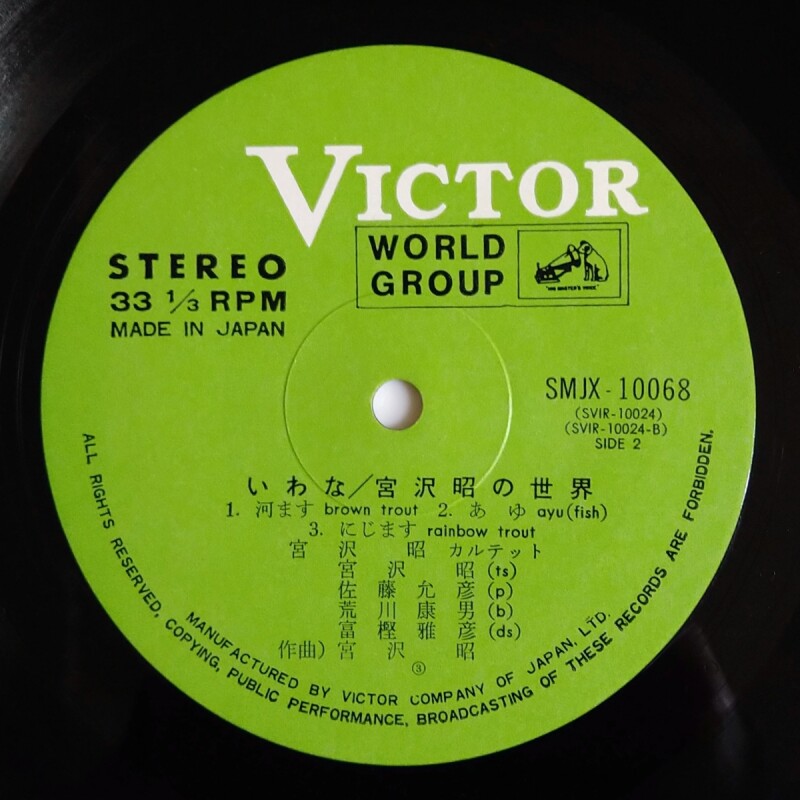 VICTOR
WORLD
GROUP
"HIS MASTER'S VOICE"
STEREO
33 1/3 RPM
MADE IN JAPAN
SMJX-10068
(SVIR-10024)
(SVIR-10024-B)
SIDE 2
いわな/宮沢昭の世界
1. 河ます brown trout 2. あゆ ayu (fish)
3. にじます rainbow trout
宮沢昭カルテット
宮沢昭 (ts)
佐藤允彦 (p)
荒川康男 (b)
富樫雅彦 (ds)
作曲) 宮沢昭
③
MANUFACTURED BY VICTOR COMPANY OF JAPAN, LTD.
ALL RIGHTS RESERVED, COPYING, PUBLIC PERFORMANCE, BROADCASTING OF THESE RECORDS ARE FORBIDDEN.